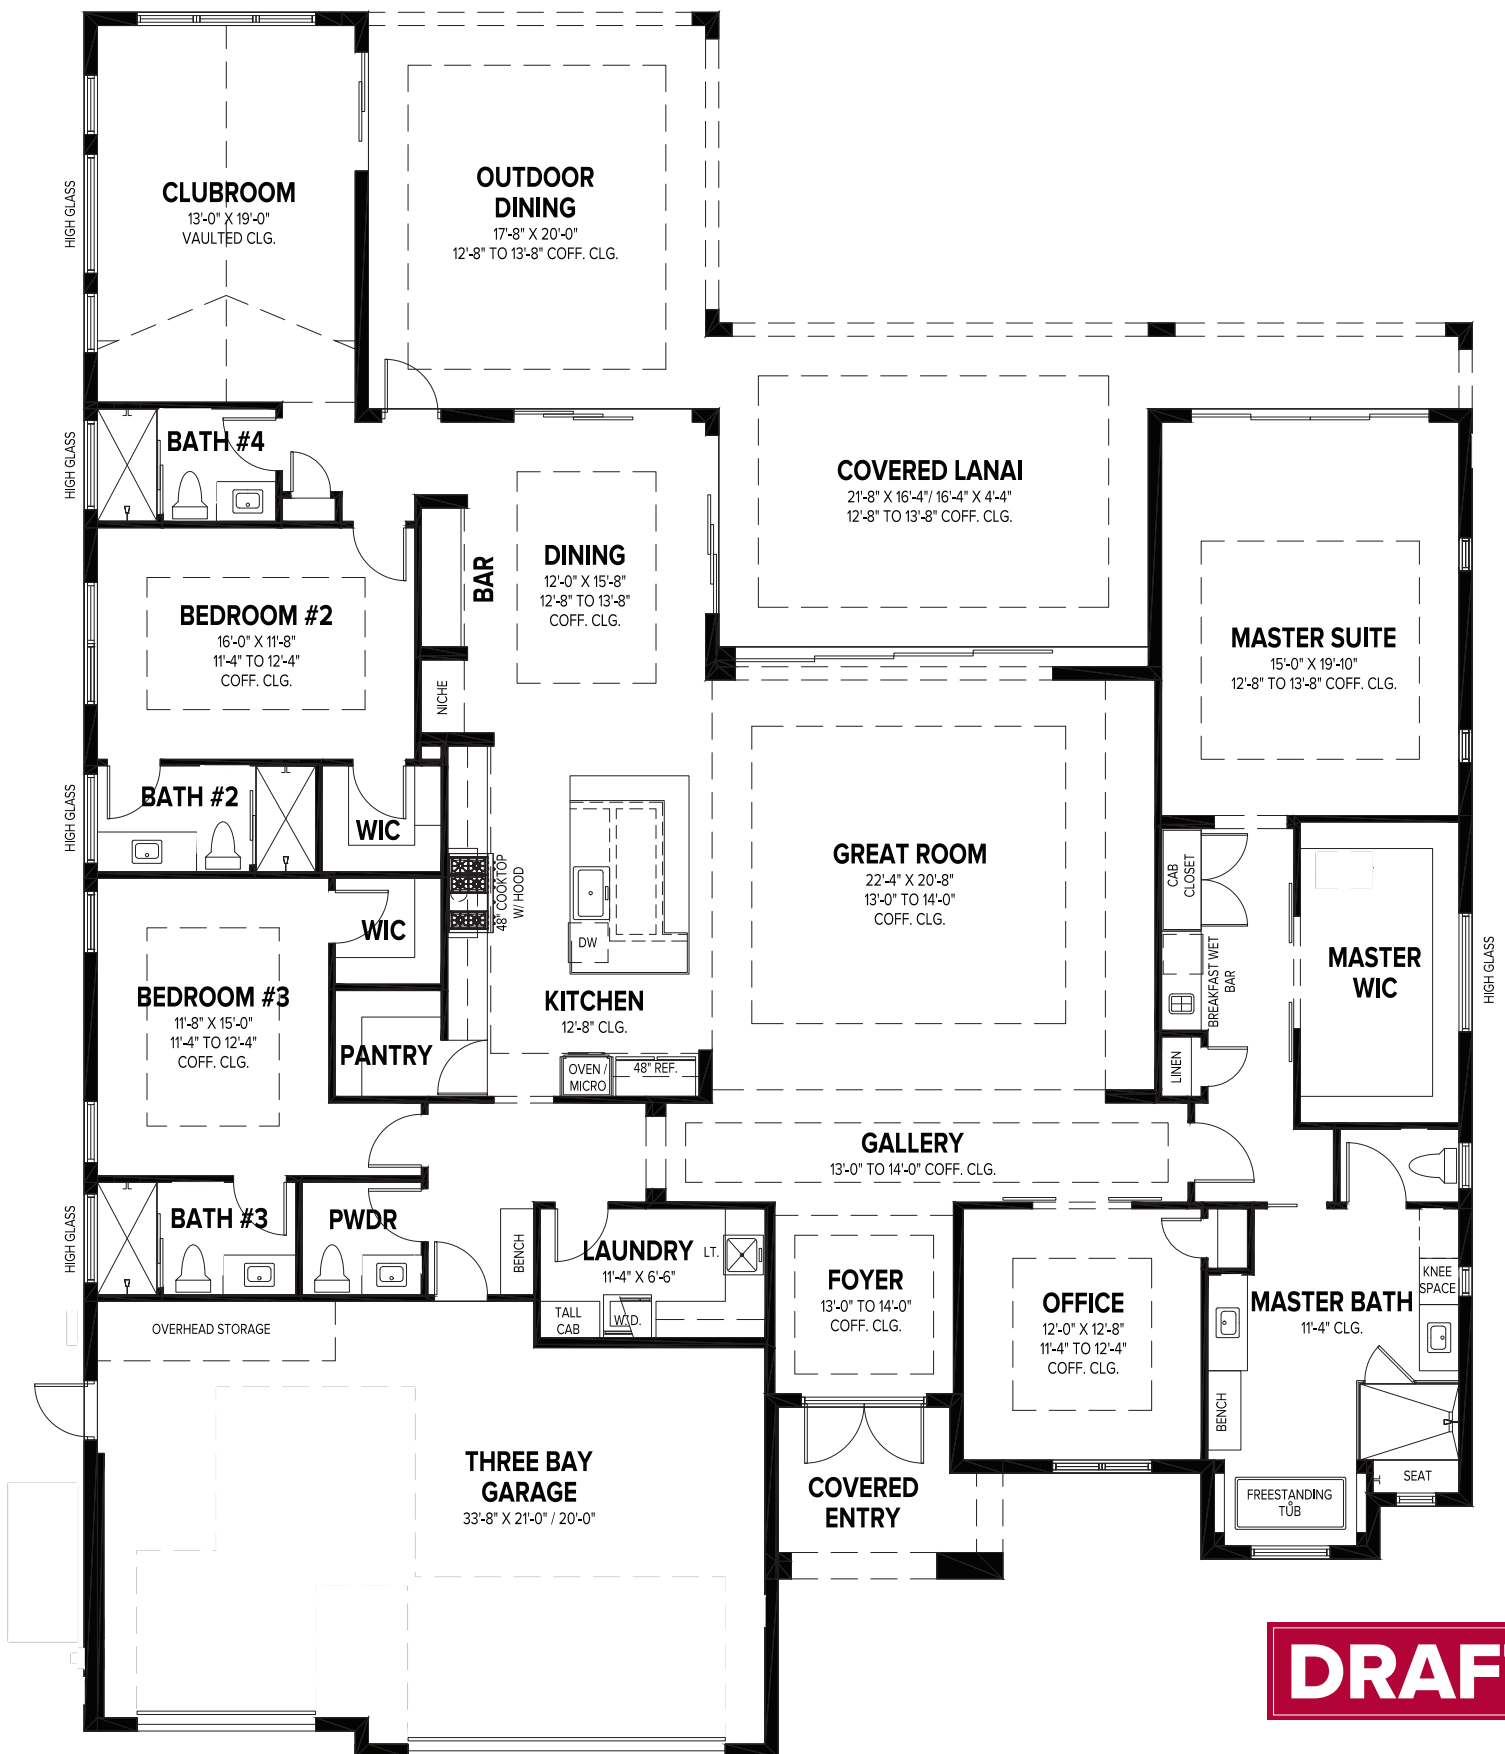 CLUBROOM
13'-0" X 19'-0"
VAULTED CLG.
HIGH GLASS
OUTDOOR
DINING
17'-8" X 20'-0"
12'-8" TO 13'-8" COFF. CLG.
BATH #4
HIGH GLASS
COVERED LANAI
21'-8" X 16'-4"/ 16'-4" X 4'-4"
12'-8" TO 13'-8" COFF. CLG.
DINING
12'-0" X 15'-8"
12'-8" TO 13'-8"
COFF. CLG.
BAR
NICHE
BEDROOM #2
16'-0" X 11'-8"
11'-4" TO 12'-4"
COFF. CLG.
MASTER SUITE
15'-0" X 19'-10"
12'-8" TO 13'-8" COFF. CLG.
BATH #2
HIGH GLASS
WIC
48" COOKTOP
W/ HOOD
DW
GREAT ROOM
22'-4" X 20'-8"
13'-0" TO 14'-0"
COFF. CLG.
CAB
CLOSET
BREAKFAST WET
BAR
LINEN
MASTER
WIC
HIGH GLASS
WIC
BEDROOM #3
11'-8" X 15'-0"
11'-4" TO 12'-4"
COFF. CLG.
KITCHEN
12'-8" CLG.
PANTRY
OVEN /
MICRO
48" REF.
GALLERY
13'-0" TO 14'-0" COFF. CLG.
BATH #3
HIGH GLASS
PWDR
BENCH
LAUNDRY
11'-4" X 6'-6"
LT.
TALL
CAB
W.
D.
FOYER
13'-0" TO 14'-0"
COFF. CLG.
OFFICE
12'-0" X 12'-8"
11'-4" TO 12'-4"
COFF. CLG.
MASTER BATH
11'-4" CLG.
KNEE
SPACE
BENCH
SEAT
FREESTANDING
TUB
OVERHEAD STORAGE
THREE BAY
GARAGE
33'-8" X 21'-0" / 20'-0"
COVERED
ENTRY
DRAF